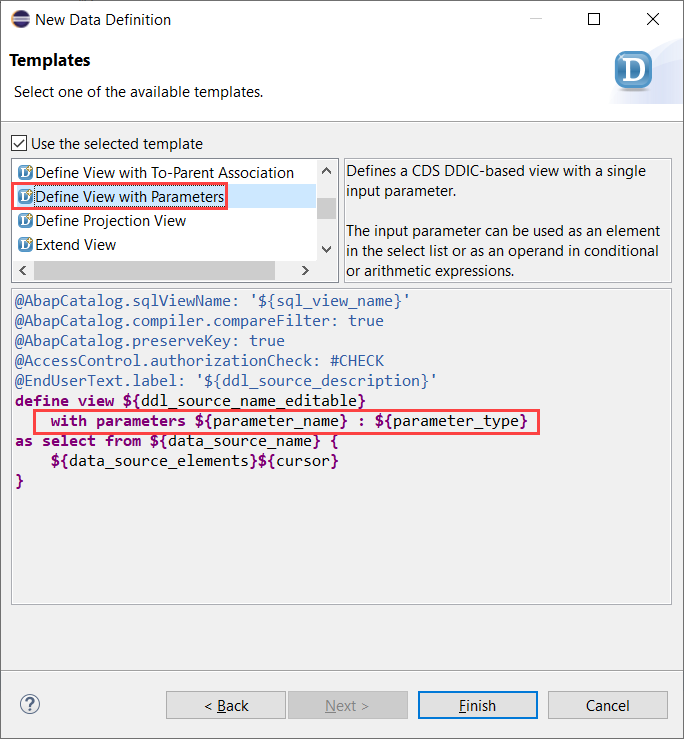 New Data Definition
Templates
Select one of the available templates.
D
Use the selected template
Define View with To-Parent Association
Define View with Parameters
Define Projection View
Extend View
Defines a CDS DDIC-based view with a single
input parameter.
The input parameter can be used as an element
in the select list or as an operand in conditional
or arithmetic expressions.
@AbapCatalog.sqlViewName: '${sql_view_name}'
@AbapCatalog.compiler.compareFilter: true
@AbapCatalog.preserveKey: true
@AccessControl.authorizationCheck: #CHECK
@EndUserText.label: '${ddl_source_description}'
define view ${ddl_source_name_editable}
with parameters ${parameter_name} : ${parameter_type}
as select from ${data_source_name} {
${data_source_elements}${cursor}
}
? < Back Next > Finish Cancel